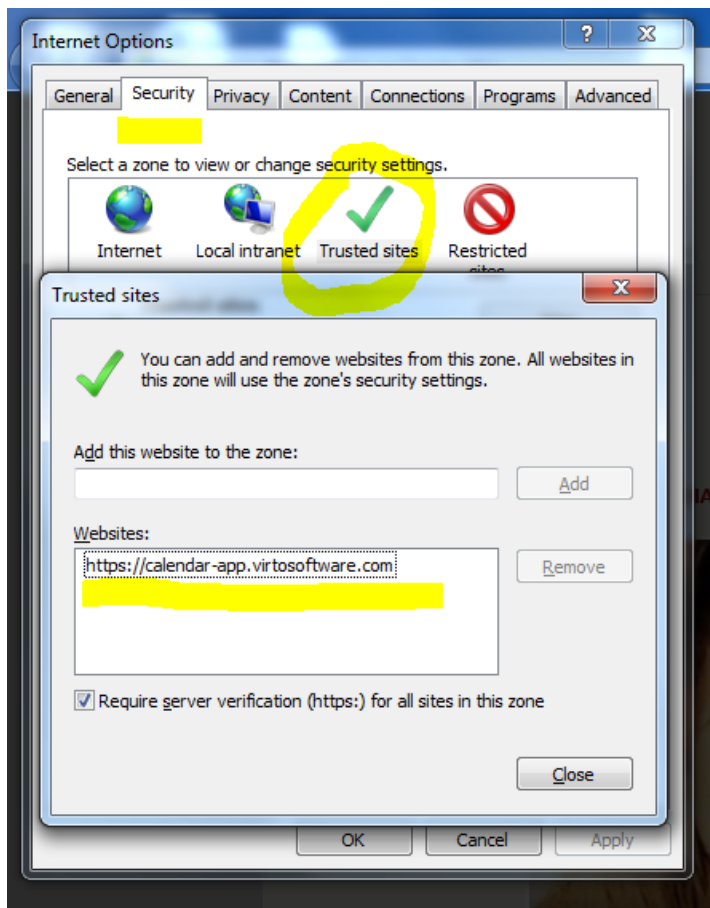 Internet Options
General Security Privacy Content Connections Programs Advanced
Select a zone to view or change security settings.
Internet Local intranet Trusted sites Restricted
sites
Trusted sites
You can add and remove websites from this zone. All websites in
this zone will use the zone's security settings.
Add this website to the zone:
Add
Websites:
https://calendar-app.virtosoftware.com
Remove
Require server verification (https:) for all sites in this zone
Close
OK Cancel Apply